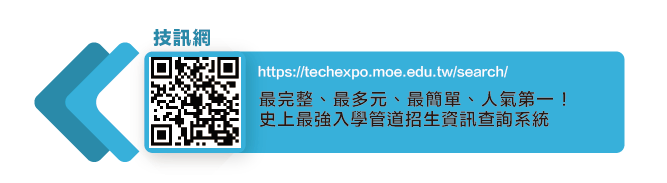 技訊網
https://techexpo.moe.edu.tw/search/
最完整、最多元、最簡單、人氣第一！
史上最強入學管道招生資訊查詢系統